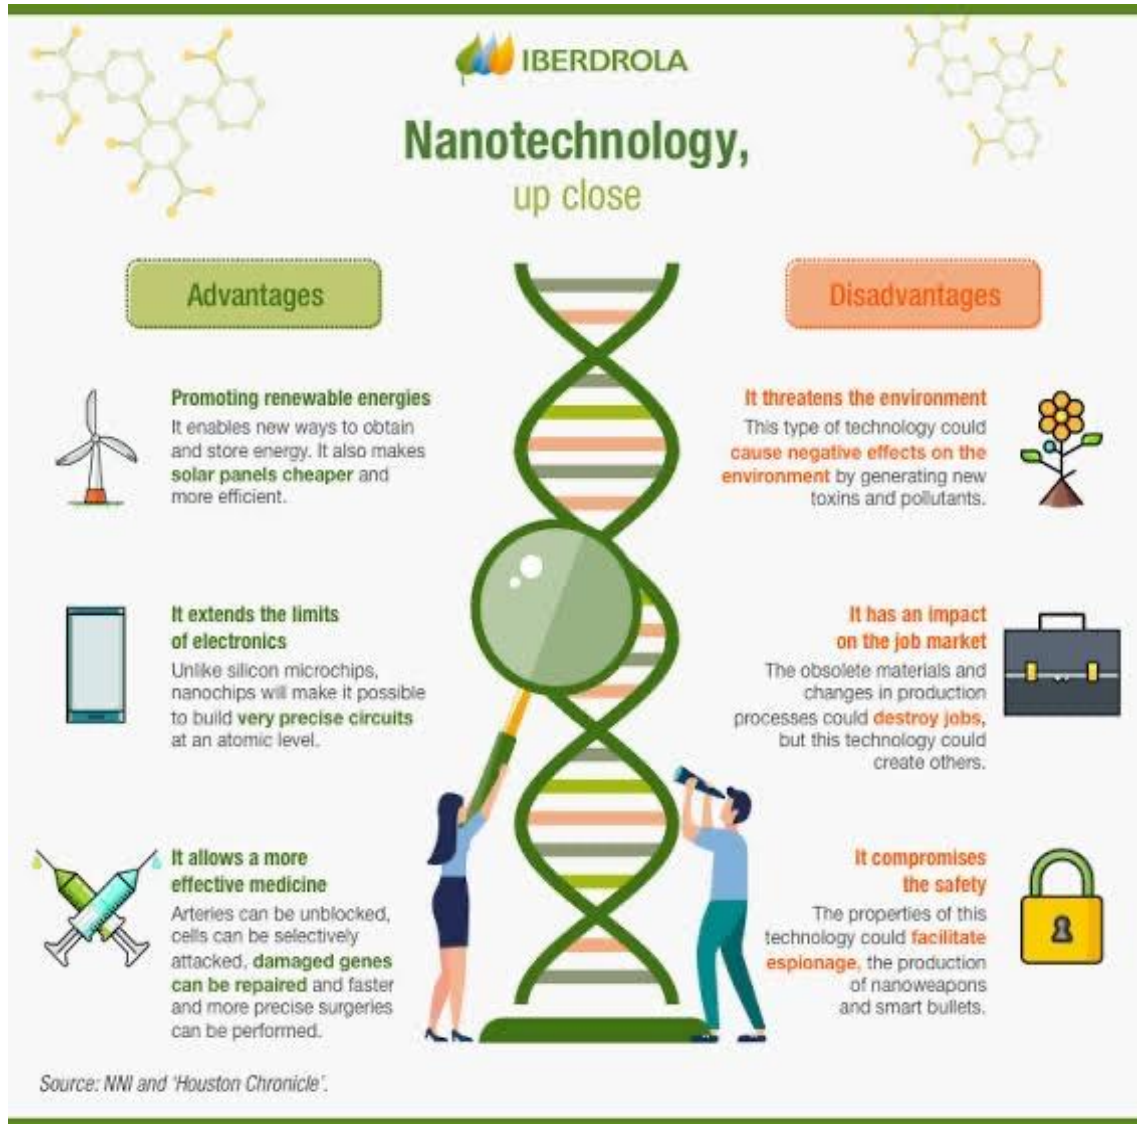 IBERDROLA
Nanotechnology,
up close
Advantages
Promoting renewable energies
It enables new ways to obtain
and store energy. It also makes
solar panels cheaper and
more efficient.
It extends the limits
of electronics
Unlike silicon microchips,
nanochips will make it possible
to build very precise circuits
at an atomic level.
It allows a more
effective medicine
Arteries can be unblocked,
cells can be selectively
attacked, damaged genes
can be repaired and faster
and more precise surgeries
can be performed.
Disadvantages
It threatens the environment
This type of technology could
cause negative effects on the
environment by generating new
toxins and pollutants.
It has an impact
on the job market
The obsolete materials and
changes in production
processes could destroy jobs,
but this technology could
create others.
It compromises
the safety
The properties of this
technology could facilitate
espionage, the production
of nanoweapons
and smart bullets.
Source: NNI and 'Houston Chronicle'.